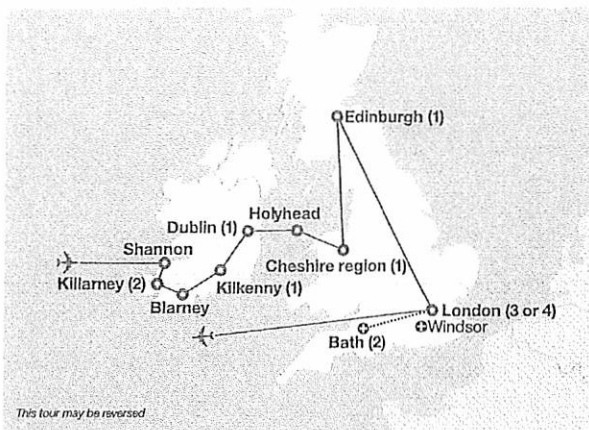 Edinburgh (1)
Holyhead
Dublin (1)
Shannon
Cheshire region (1)
Killarney (2)
Kilkenny (1)
Blarney
London (3 or 4)
Windsor
Bath (2)
This tour may be reversed